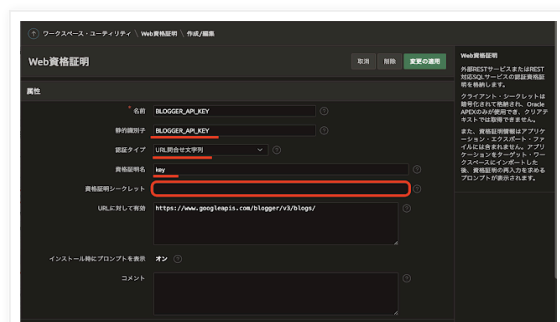 ワークスペース・ユーティリティ \ Web資格証明 \ 作成/編集
Web資格証明
取消
削除
変更の適用
属性
* 名前
BLOGGER_API_KEY
静的識別子
BLOGGER_API_KEY
認証タイプ
URL問合せ文字列
資格証明名
key
資格証明シークレット
URLに対して有効
https://www.googleapis.com/blogger/v3/blogs/
インストール時にプロンプトを表示
オン
コメント
Web資格証明
外部RESTサービスまたはREST
対応SQLサービスの認証資格証
明を格納します。
クライアント・シークレットは
暗号化されて格納され、Oracle
APEXのみが使用でき、クリアテ
キストでは取得できません。
また、資格証明情報はアプリケ
ーション・エクスポート・ファ
イルには含まれません。アプリ
ケーションをターゲット・ワー
クスペースにインポートした
後、資格証明の再入力を求める
プロンプトが表示されます。